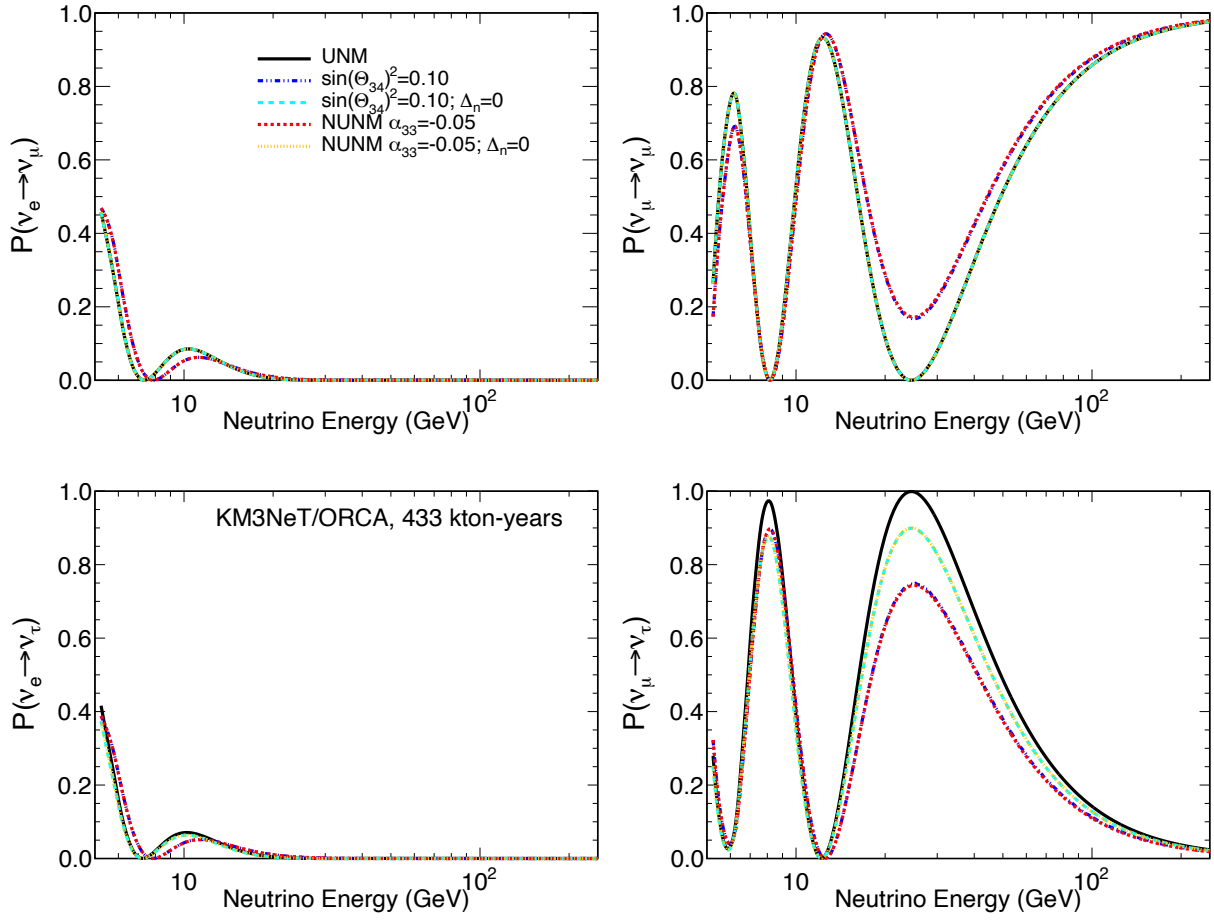 P(νe→νμ)
1.0
0.8
0.6
0.4
0.2
0.0
UNM
sin(Θ34)²=0.10
sin(Θ34)²=0.10; Δn=0
NUNM α33=-0.05
NUNM α33=-0.05; Δn=0
10
10²
Neutrino Energy (GeV)
P(νμ→νμ)
1.0
0.8
0.6
0.4
0.2
0.0
10
10²
Neutrino Energy (GeV)
P(νe→ντ)
1.0
0.8
0.6
0.4
0.2
0.0
KM3NeT/ORCA, 433 kton-years
10
10²
Neutrino Energy (GeV)
P(νμ→ντ)
1.0
0.8
0.6
0.4
0.2
0.0
10
10²
Neutrino Energy (GeV)